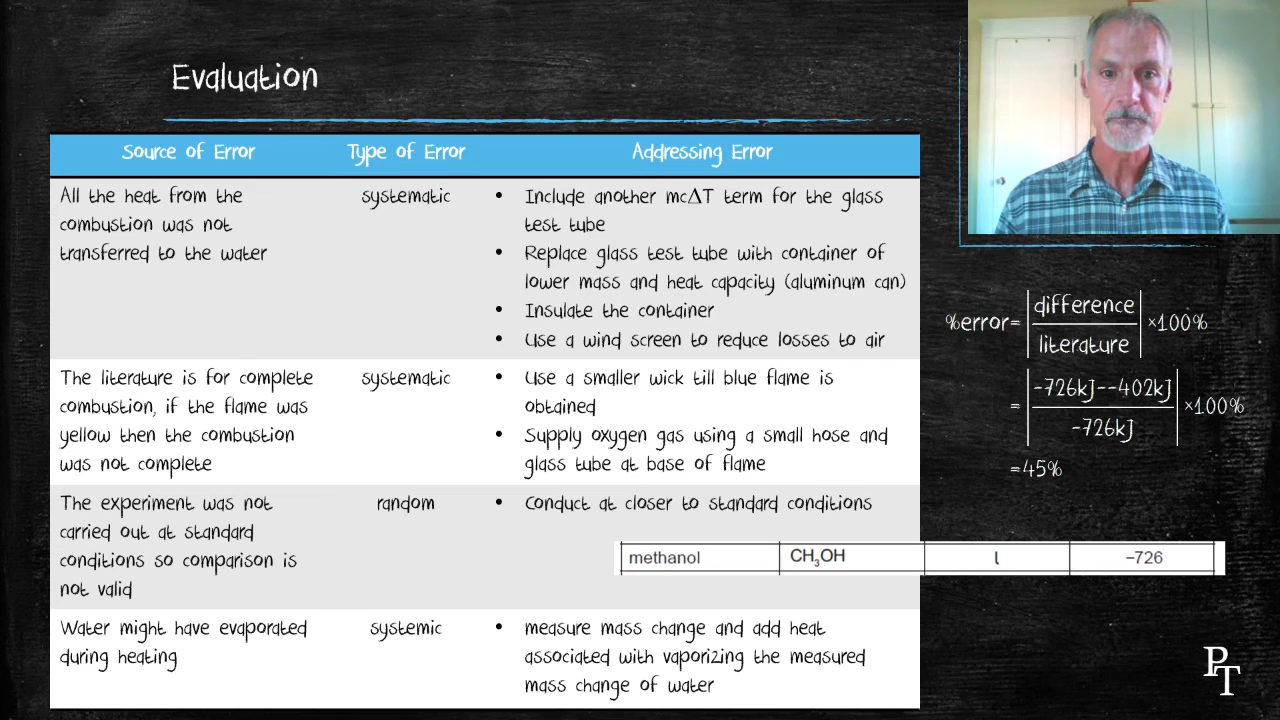 Evaluation
Source of Error Type of Error Addressing Error
All the heat from the
combustion was not
transferred to the water
systematic
• Include another mcΔT term for the glass
test tube
• Replace glass test tube with container of
lower mass and heat capacity (aluminum can)
• Insulate the container
• Use a wind screen to reduce losses to air
The literature is for complete
combustion, if the flame was
yellow then the combustion
was not complete
systematic
• Use a smaller wick till blue flame is
obtained
• Supply oxygen gas using a small hose and
glass tube at base of flame
The experiment was not
carried out at standard
conditions so comparison is
not valid
random
• Conduct at closer to standard conditions
Water might have evaporated
during heating
systemic
• measure mass change and add heat
associated with vaporizing the measured
mass change of water
%error=|difference/literature|×100%
=|-726kJ--402kJ/-726kJ|×100%
=45%
methanol CH₃OH l −726
PT